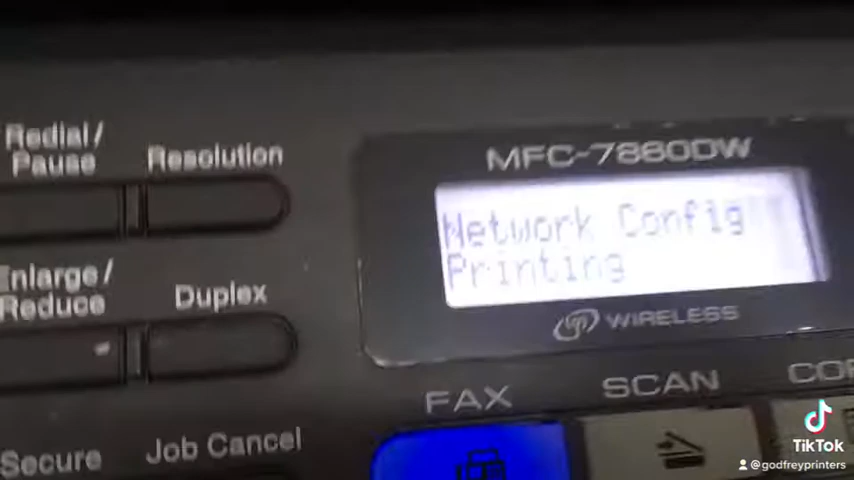 Redial/
Pause
Resolution
MFC-7860DW
Network Config
Printing
Enlarge/
Reduce
Duplex
WIRELESS
FAX
SCAN
Secure
Job Cancel
TikTok
@godfreyprinters